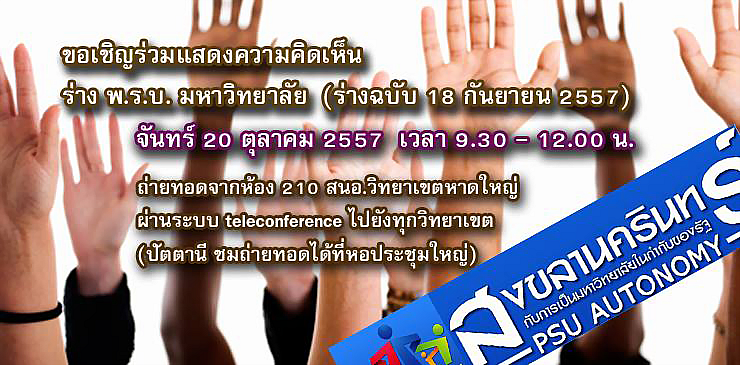 ขอเชิญร่วมแสดงความคิดเห็น
ร่าง พ.ร.บ. มหาวิทยาลัย (ร่างฉบับ 18 กันยายน 2557)
จันทร์ 20 ตุลาคม 2557 เวลา 9.30 – 12.00 น.
ถ่ายทอดจากห้อง 210 สนอ.วิทยาเขตหาดใหญ่
ผ่านระบบ teleconference ไปยังทุกวิทยาเขต
(ปัตตานี ชมถ่ายทอดได้ที่หอประชุมใหญ่)
สงขลานครินทร์
กับการเป็นมหาวิทยาลัยในกำกับของรัฐ
PSU AUTONOMY